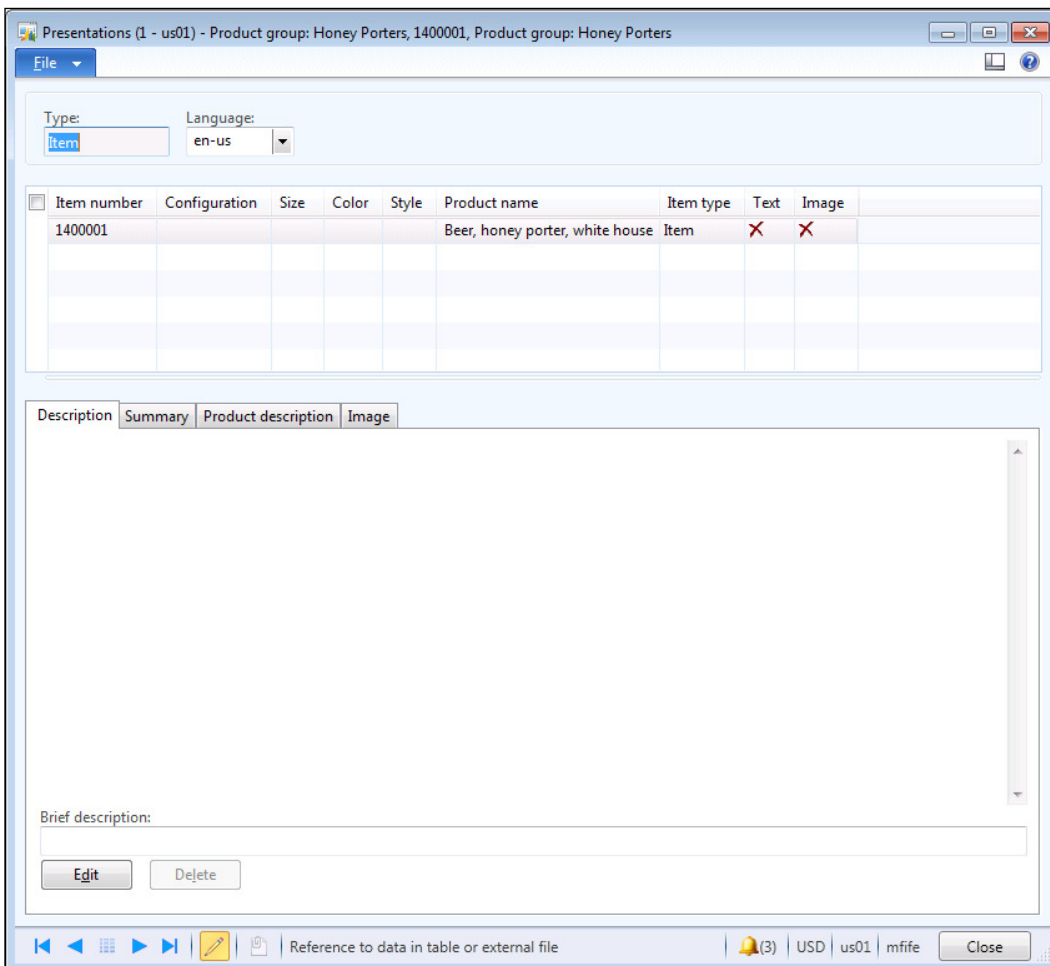 Presentations (1 - us01) - Product group: Honey Porters, 1400001, Product group: Honey Porters
File
Type: Language:
Item en-us
Item number Configuration Size Color Style Product name Item type Text Image
1400001 Beer, honey porter, white house Item
Description Summary Product description Image
Brief description:
Edit Delete
Reference to data in table or external file (3) USD us01 mfife Close